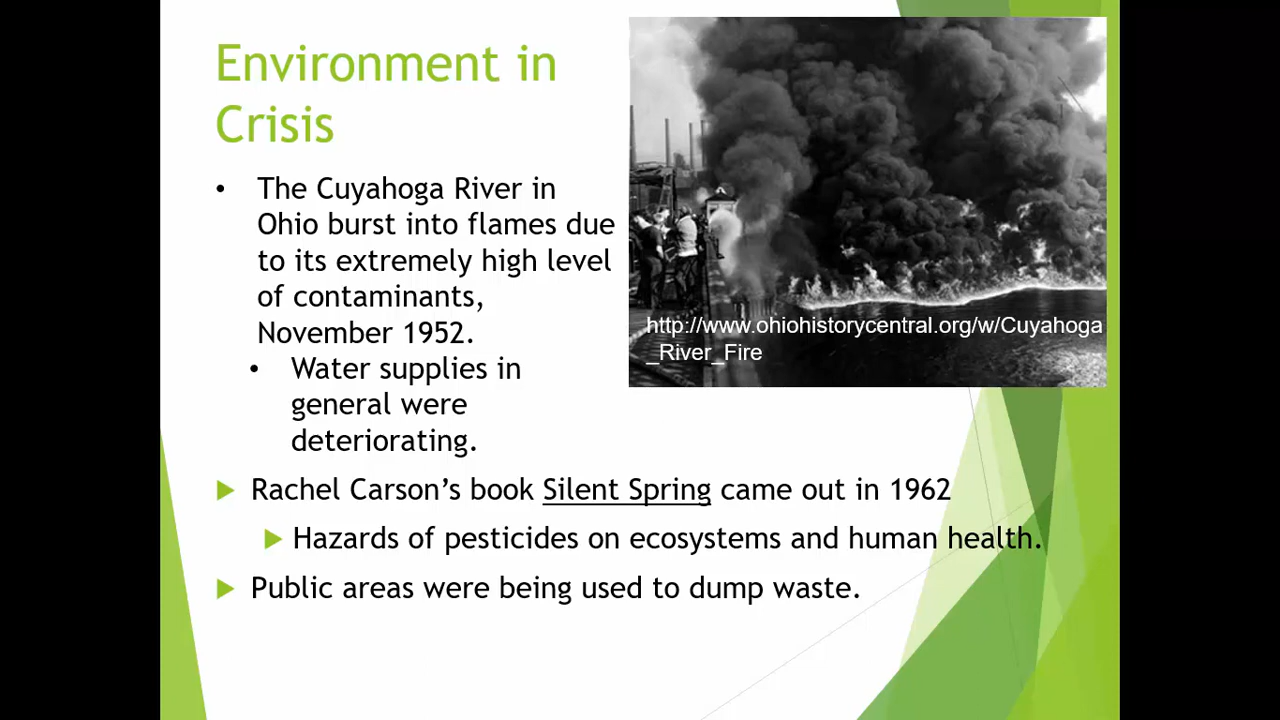 Environment in
Crisis
• The Cuyahoga River in
Ohio burst into flames due
to its extremely high level
of contaminants,
November 1952.
• Water supplies in
general were
deteriorating.
Rachel Carson’s book Silent Spring came out in 1962
Hazards of pesticides on ecosystems and human health.
Public areas were being used to dump waste.
http://www.ohiohistorycentral.org/w/Cuyahoga
_River_Fire